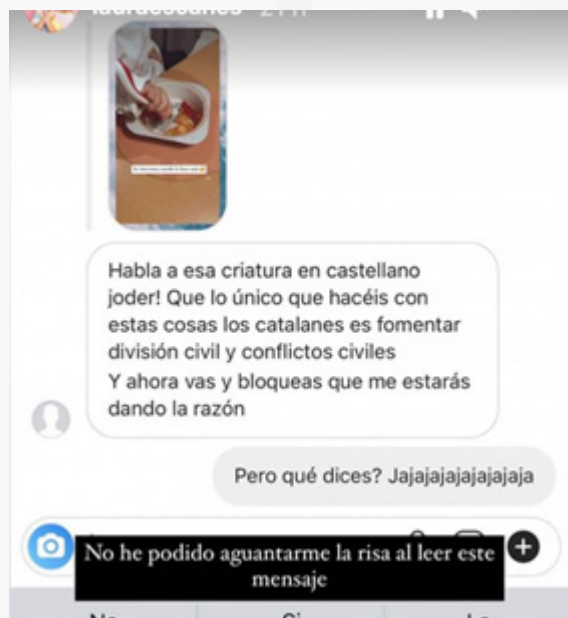 Habla a esa criatura en castellano
joder! Que lo único que hacéis con
estas cosas los catalanes es fomentar
división civil y conflictos civiles
Y ahora vas y bloqueas que me estarás
dando la razón
Pero qué dices? Jajajajajajajajaja
No he podido aguantarme la risa al leer este
mensaje